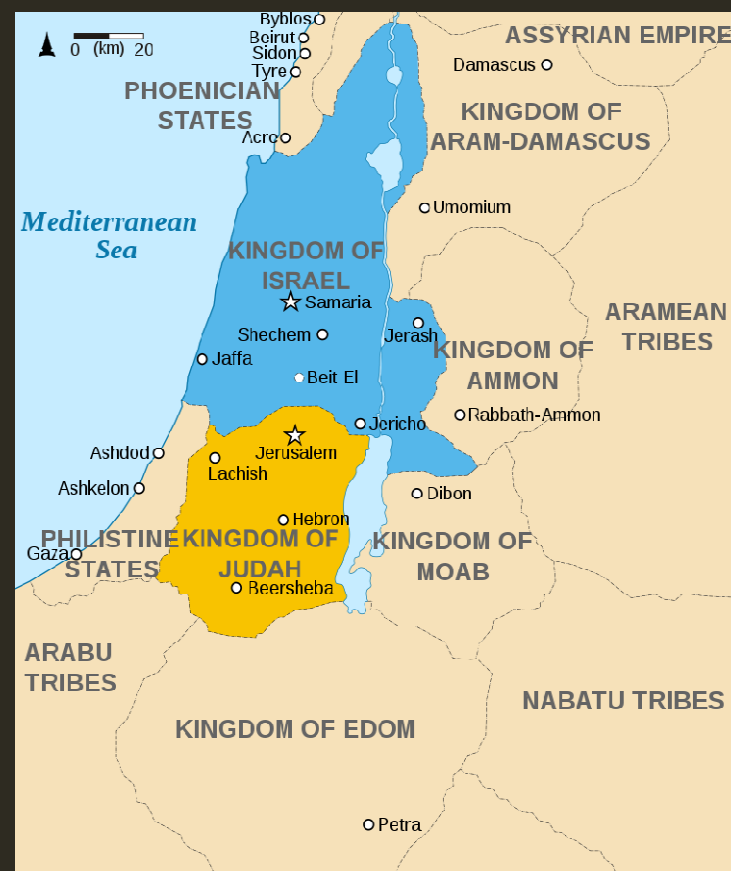 Byblos
Beirut
Sidon
Tyre
0 (km) 20
ASSYRIAN EMPIRE
Damascus
PHOENICIAN
STATES
KINGDOM OF
ARAM-DAMASCUS
Acre
Umomium
Mediterranean
Sea
KINGDOM OF
ISRAEL
Samaria
Shechem
Jerash
ARAMEAN
TRIBES
Jaffa
KINGDOM OF
AMMON
Beit El
Rabbath-Ammon
Jericho
Ashdod
Jerusalem
Lachish
Ashkelon
Dibon
Hebron
PHILISTINE
STATES
Gaza
KINGDOM OF
JUDAH
KINGDOM OF
MOAB
Beersheba
ARABU
TRIBES
NABATU TRIBES
KINGDOM OF EDOM
Petra